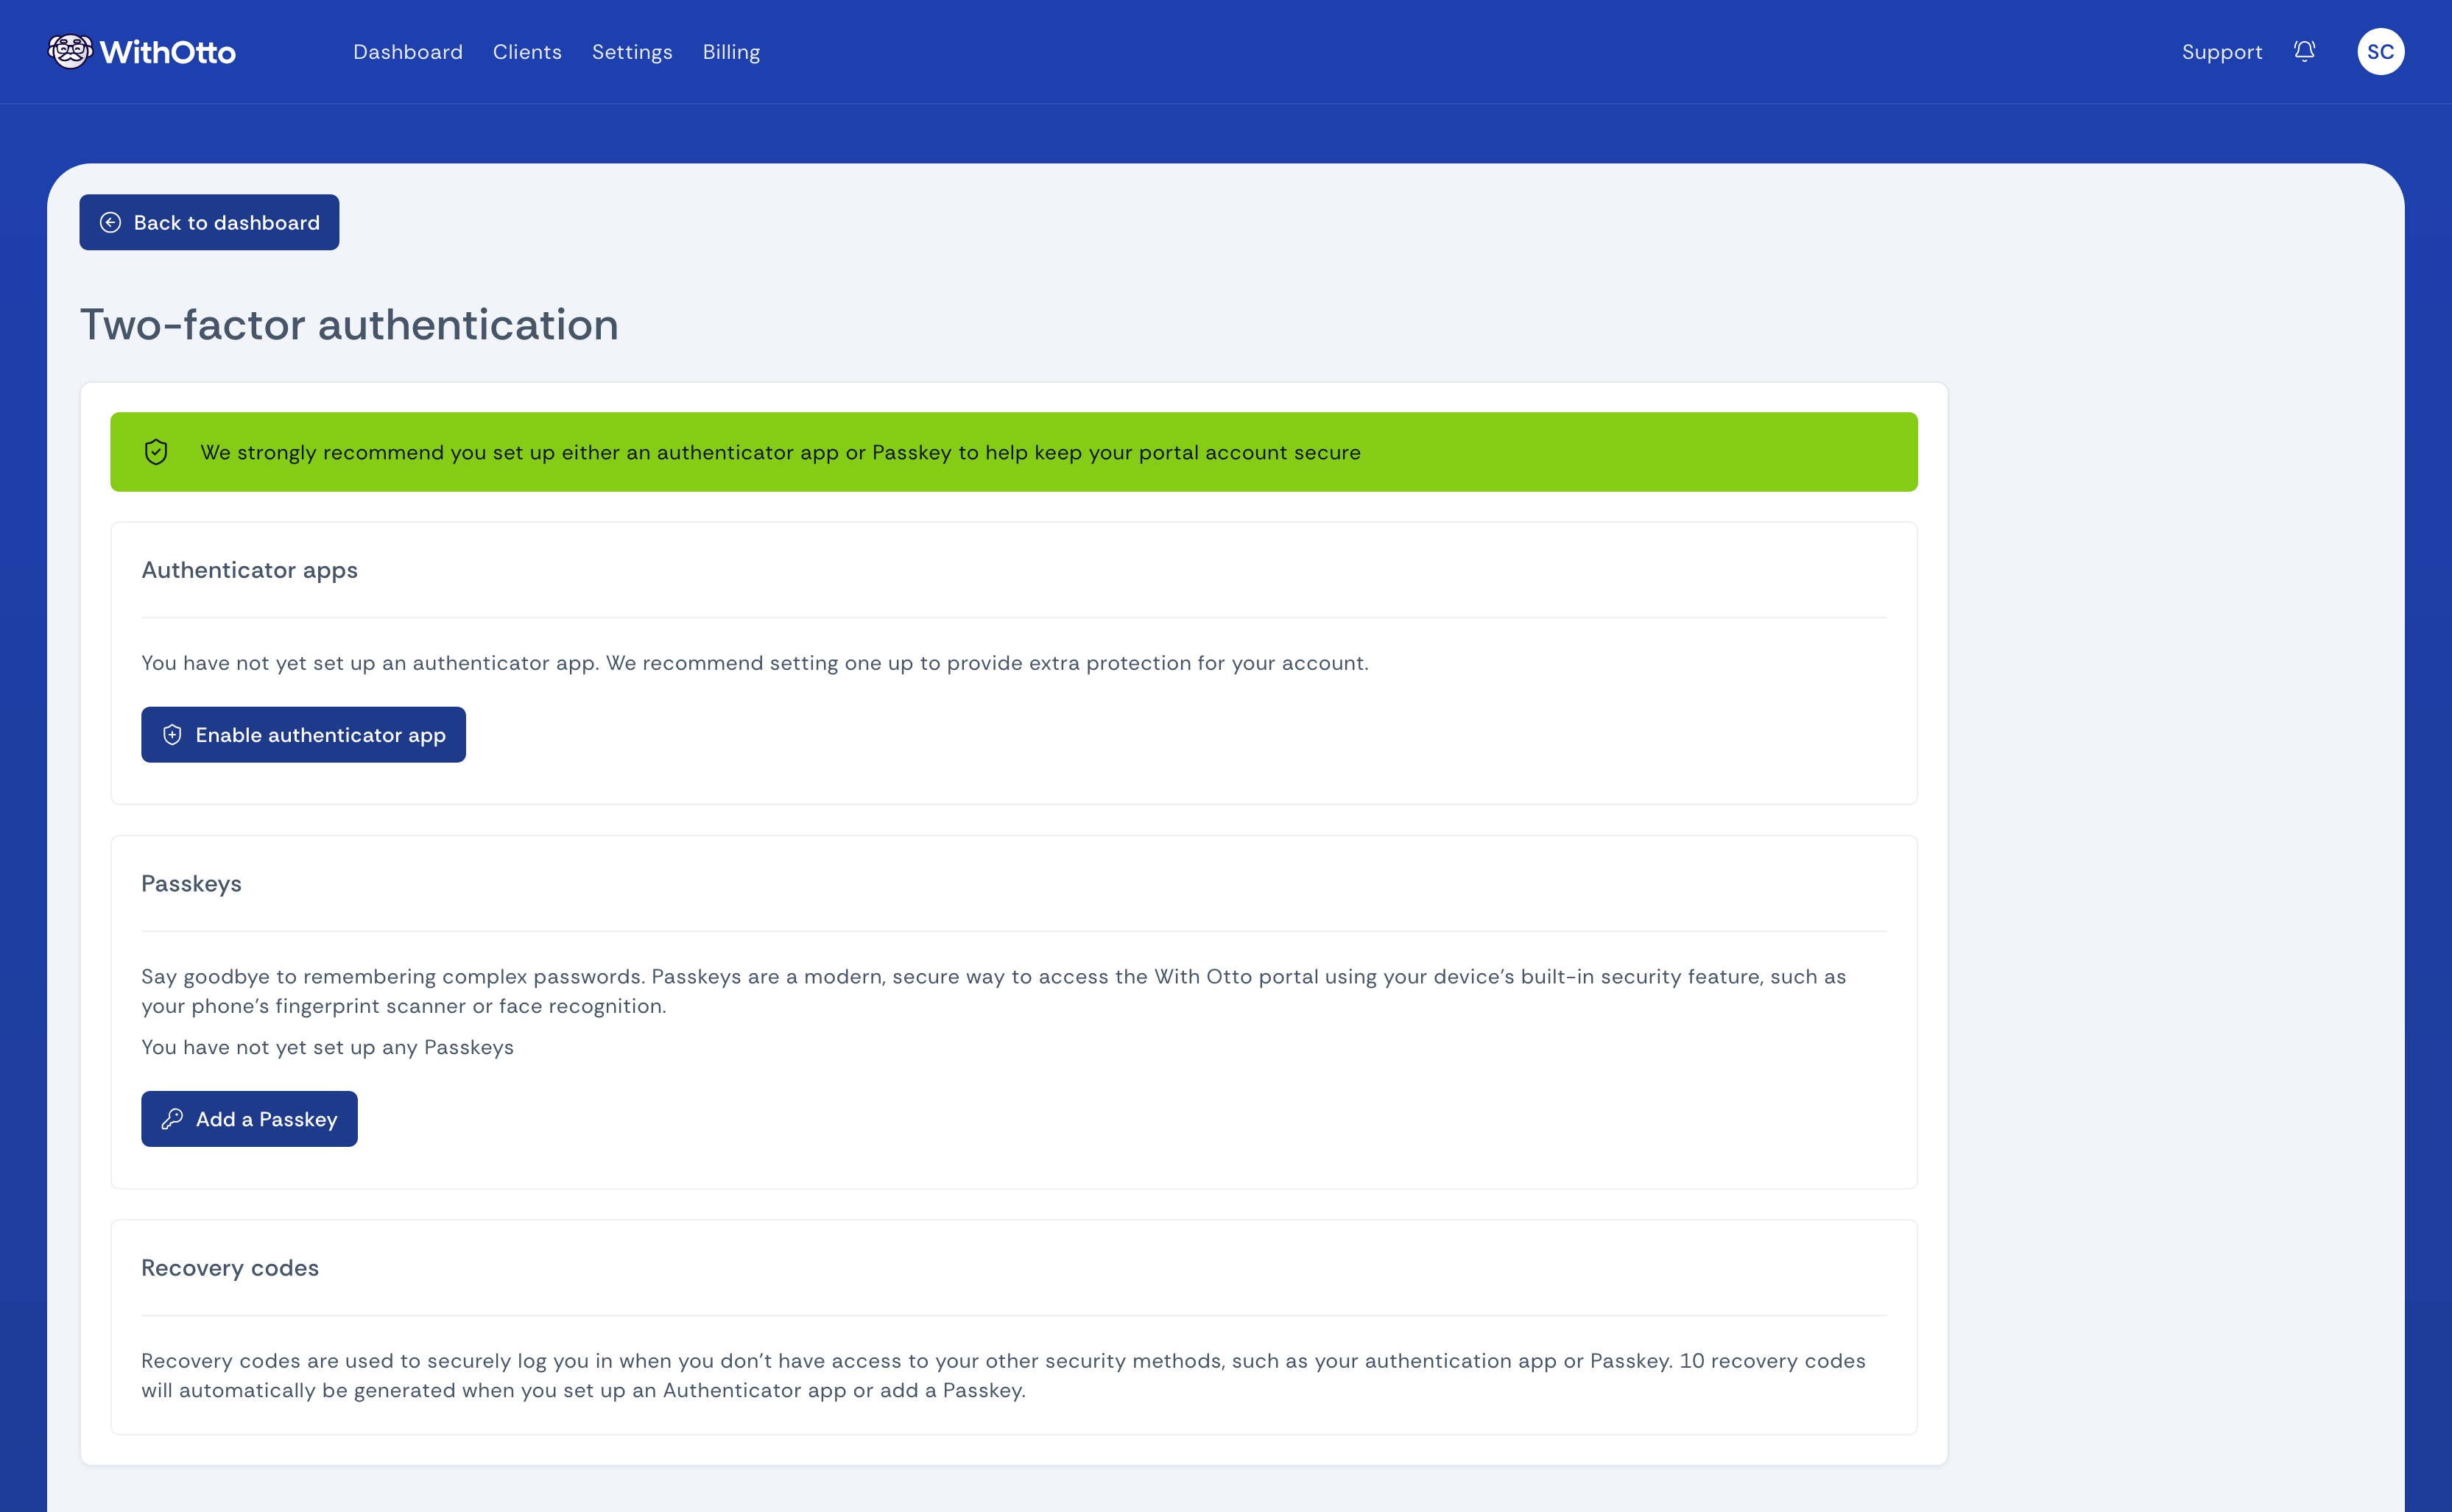 WithOtto
Dashboard
Clients
Settings
Billing
Support
SC
Back to dashboard
Two-factor authentication
We strongly recommend you set up either an authenticator app or Passkey to help keep your portal account secure
Authenticator apps
You have not yet set up an authenticator app. We recommend setting one up to provide extra protection for your account.
Enable authenticator app
Passkeys
Say goodbye to remembering complex passwords. Passkeys are a modern, secure way to access the With Otto portal using your device’s built-in security feature, such as
your phone’s fingerprint scanner or face recognition.
You have not yet set up any Passkeys
Add a Passkey
Recovery codes
Recovery codes are used to securely log you in when you don’t have access to your other security methods, such as your authentication app or Passkey. 10 recovery codes
will automatically be generated when you set up an Authenticator app or add a Passkey.